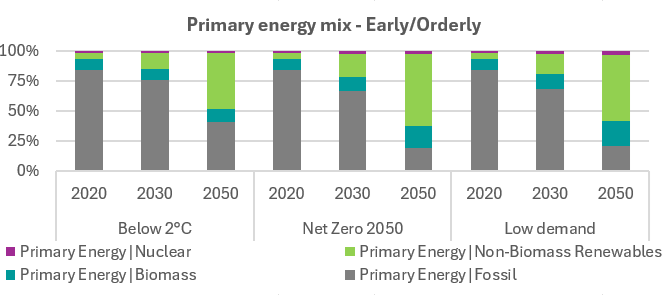 Primary energy mix - Early/Orderly
100%
75%
50%
25%
0%
2020 2030 2050 2020 2030 2050 2020 2030 2050
Below 2°C Net Zero 2050 Low demand
Primary Energy|Nuclear Primary Energy|Non-Biomass Renewables
Primary Energy|Biomass Primary Energy|Fossil